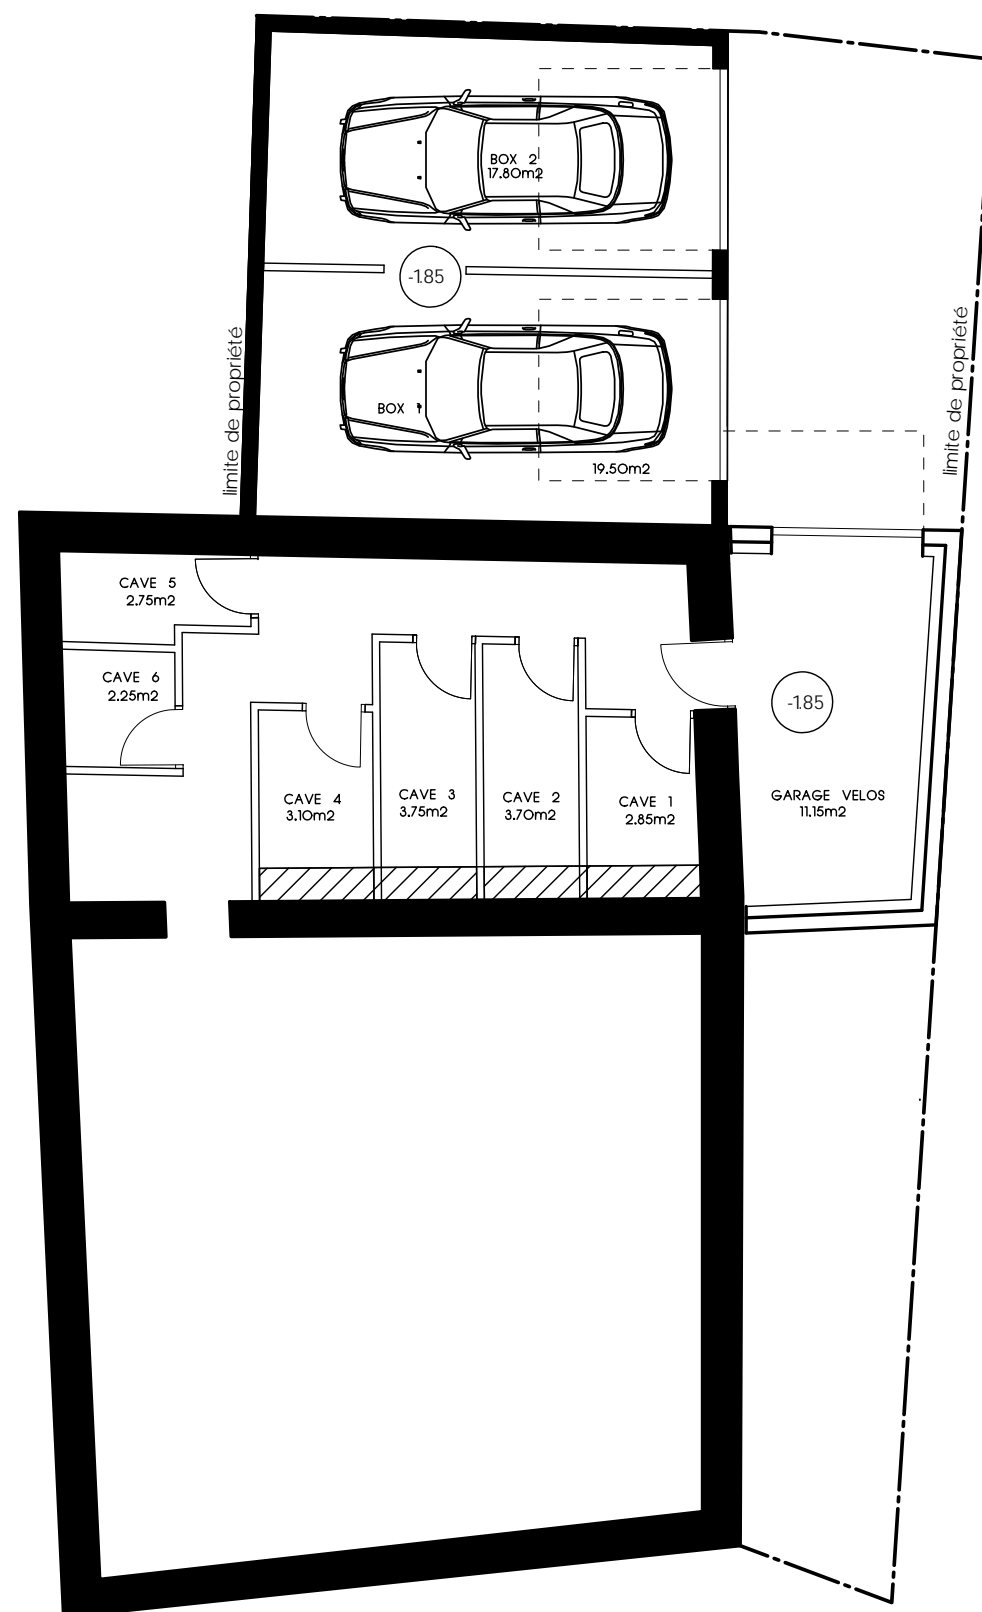 BOX 2
17.80m2
-1.85
limite de propriété
limite de propriété
BOX 1
19.50m2
CAVE 5
2.75m2
CAVE 6
2.25m2
-1.85
CAVE 4
3.10m2
CAVE 3
3.75m2
CAVE 2
3.70m2
CAVE 1
2.85m2
GARAGE VELOS
11.15m2